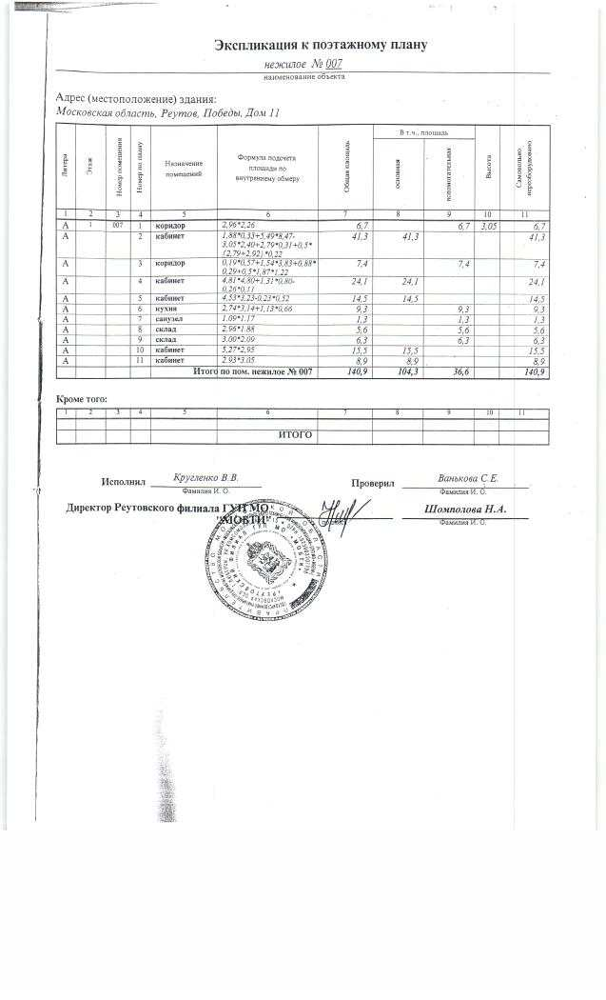 Экспликация к поэтажному плану
нежилое № 007
наименование объекта
Адрес (местоположение) здания:
Московская область, Реутов, Победы, Дом 11
Литера Этаж Номер помещения Номер по плану Назначение помещений Формула подсчета площади по внутреннему обмеру Общая площадь В т.ч., площадь основная вспомогательная Высота Самовольно переоборудовано
1 2 3 4 5 6 7 8 9 10 11
А 1 007 1 коридор 2,96*2,26 6,7 6,7 3,05 6,7
А 2 кабинет 1,88*0,33+5,49*8,47- 41,3 41,3 41,3
3,05*2,40+2,79*0,31+0,5*
(2,79+2,92)*0,22
А 3 коридор 0,19*0,57+1,54*3,83+0,88* 7,4 7,4 7,4
0,29+0,5*1,87*1,22
А 4 кабинет 4,81*4,80+1,31*0,80- 24,1 24,1 24,1
0,26*0,11
А 5 кабинет 4,53*3,23-0,23*0,52 14,5 14,5 14,5
А 6 кухня 2,74*3,14+1,13*0,66 9,3 9,3 9,3
А 7 санузел 1,09*1,17 1,3 1,3 1,3
А 8 склад 2,96*1,88 5,6 5,6 5,6
А 9 склад 3,00*2,09 6,3 6,3 6,3
А 10 кабинет 5,27*2,95 15,5 15,5 15,5
А 11 кабинет 2,93*3,05 8,9 8,9 8,9
Итого по пом. нежилое № 007 140,9 104,3 36,6 140,9
Кроме того:
1 2 3 4 5 6 7 8 9 10 11
ИТОГО
Исполнил Кругленко В.В. Проверил Ванькова С.Е.
Фамилия И. О. Фамилия И. О.
Директор Реутовского филиала ГУП МО Шомполова Н.А.
"МОБТИ" Фамилия И. О.